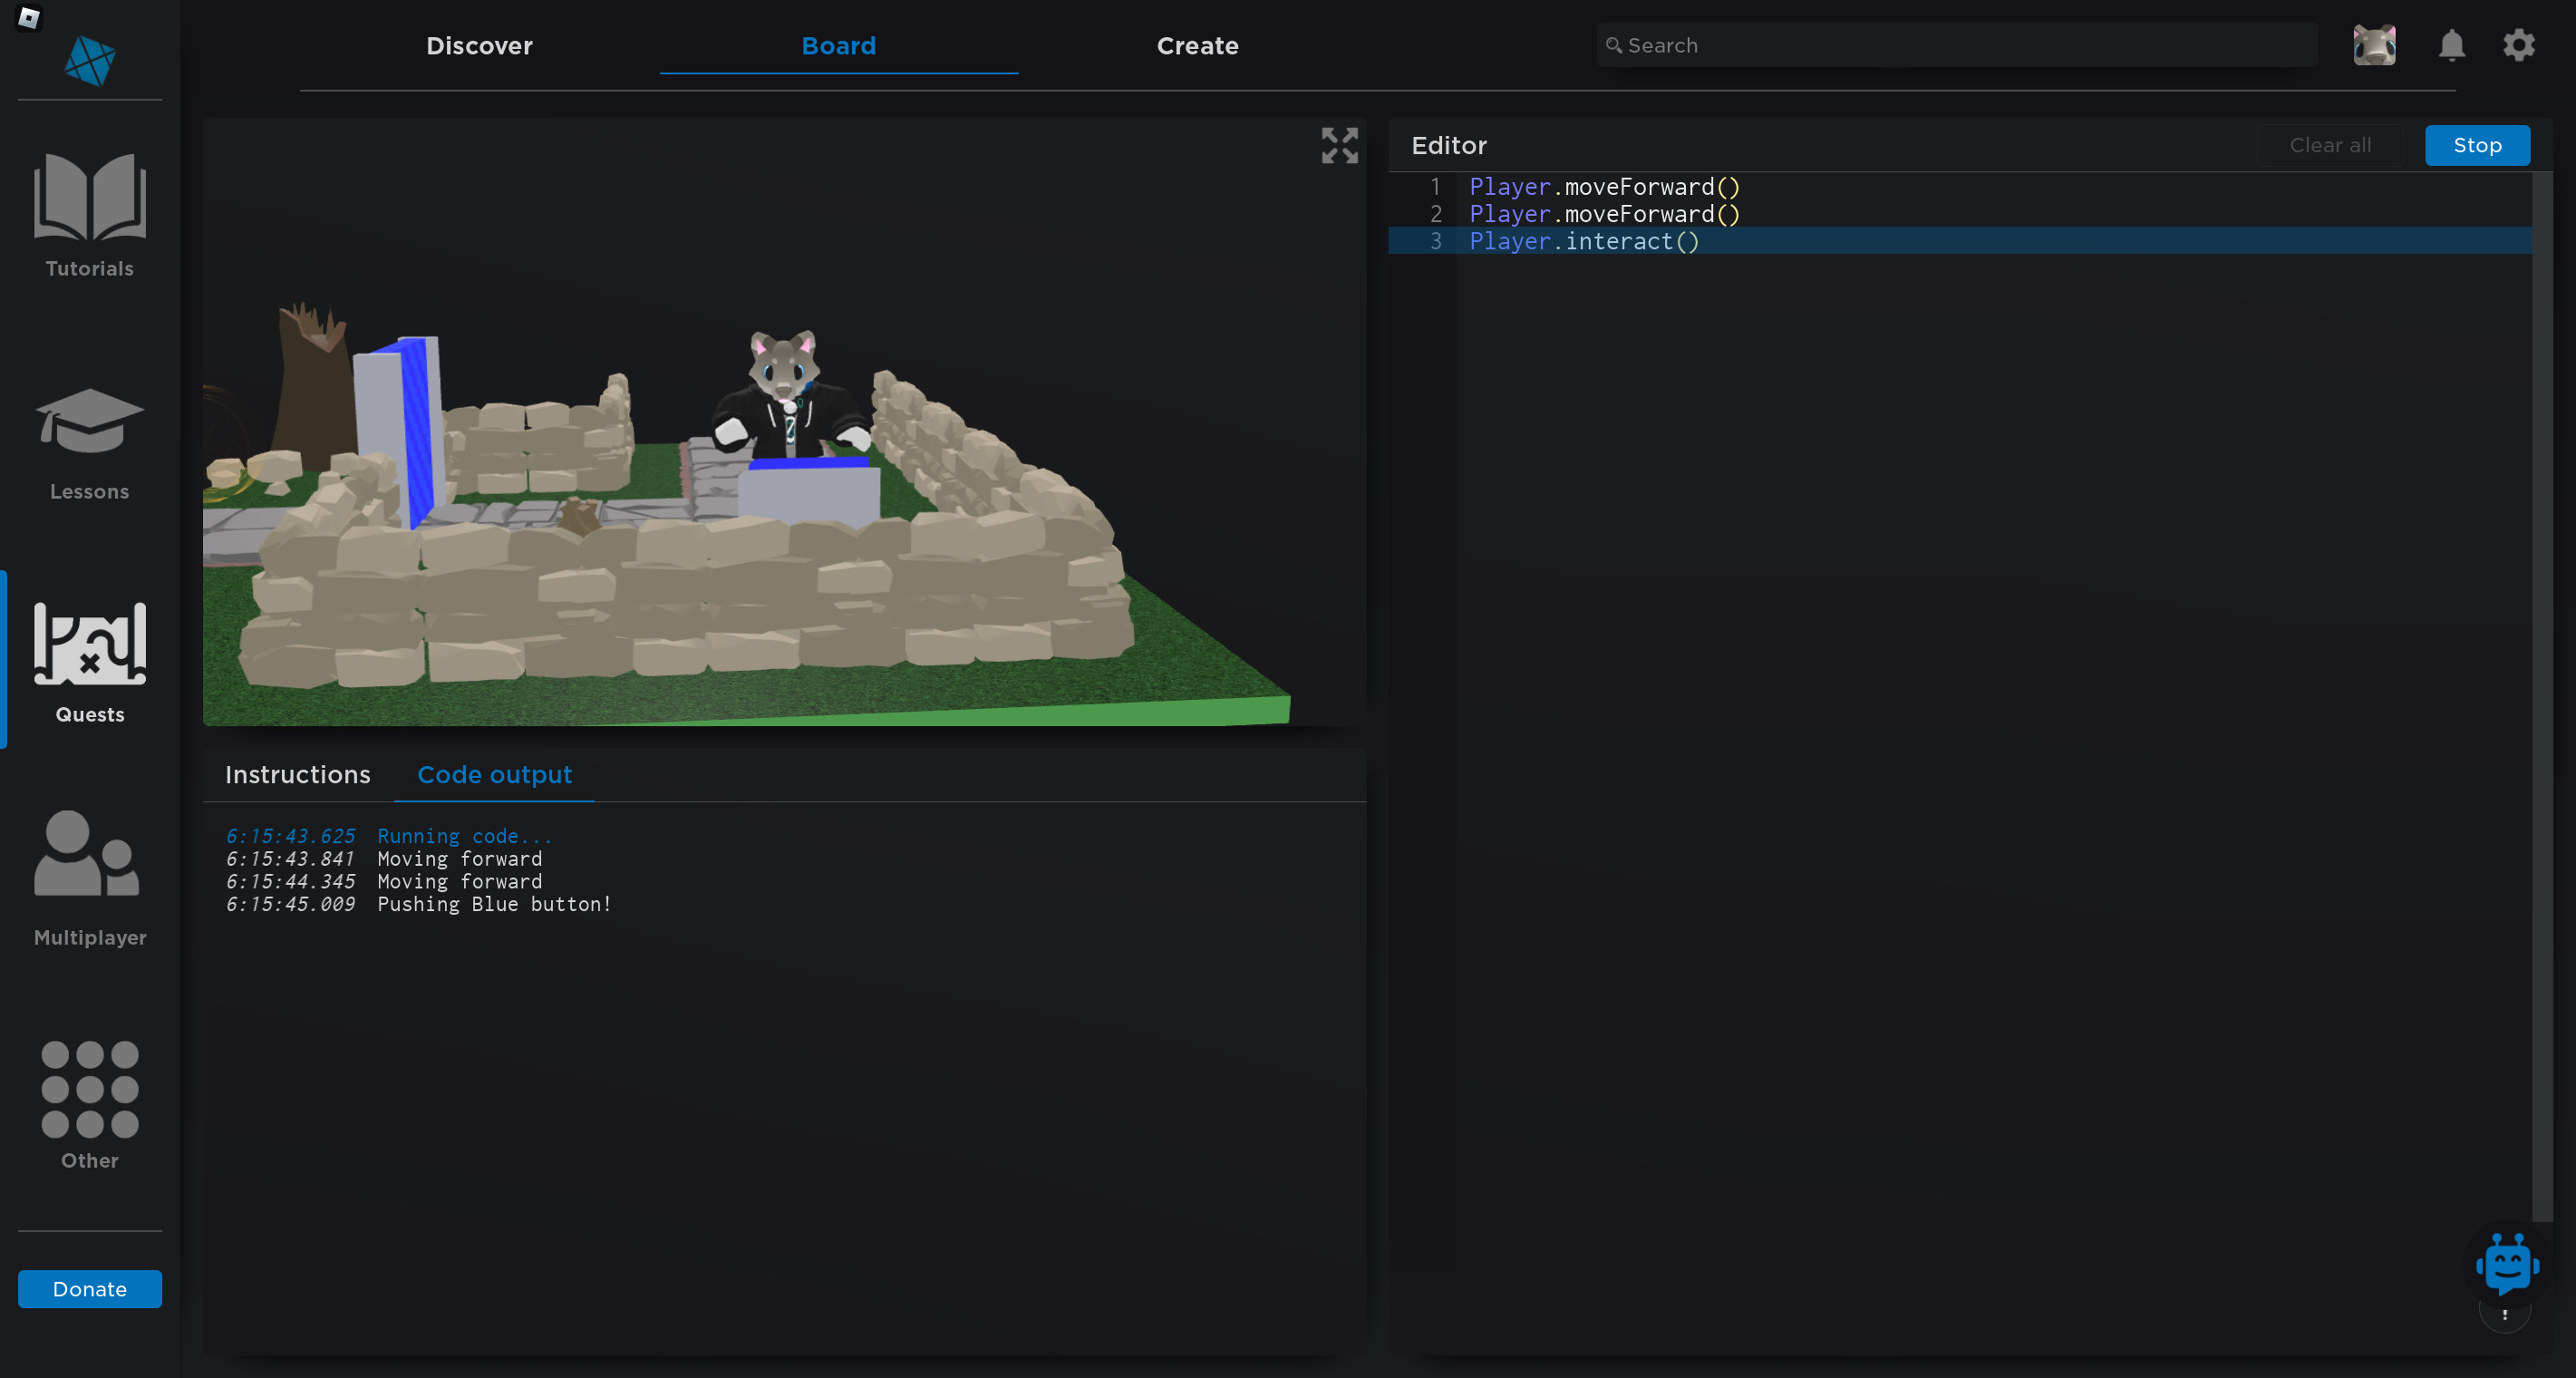 Discover
Board
Create
Search
Tutorials
Lessons
Quests
Multiplayer
Other
Donate
Instructions
Code output
6:15:43.625 Running code...
6:15:43.841 Moving forward
6:15:44.345 Moving forward
6:15:45.009 Pushing Blue button!
Editor
Clear all
Stop
1 Player.moveForward()
2 Player.moveForward()
3 Player.interact()